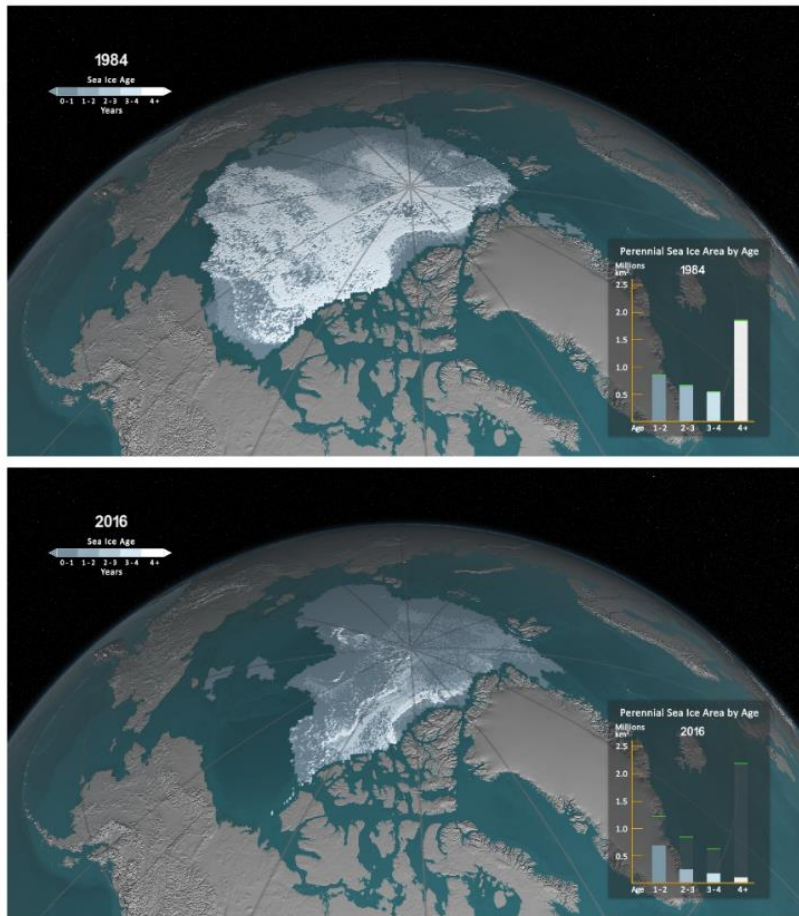 1984
Sea Ice Age
0-1 1-2 2-3 3-4 4+
Years
Perennial Sea Ice Area by Age
Millions
km²
1984
2.5
2.0
1.5
1.0
0.5
Age 1-2 2-3 3-4 4+
2016
Sea Ice Age
0-1 1-2 2-3 3-4 4+
Years
Perennial Sea Ice Area by Age
Millions
km²
2016
2.5
2.0
1.5
1.0
0.5
Age 1-2 2-3 3-4 4+